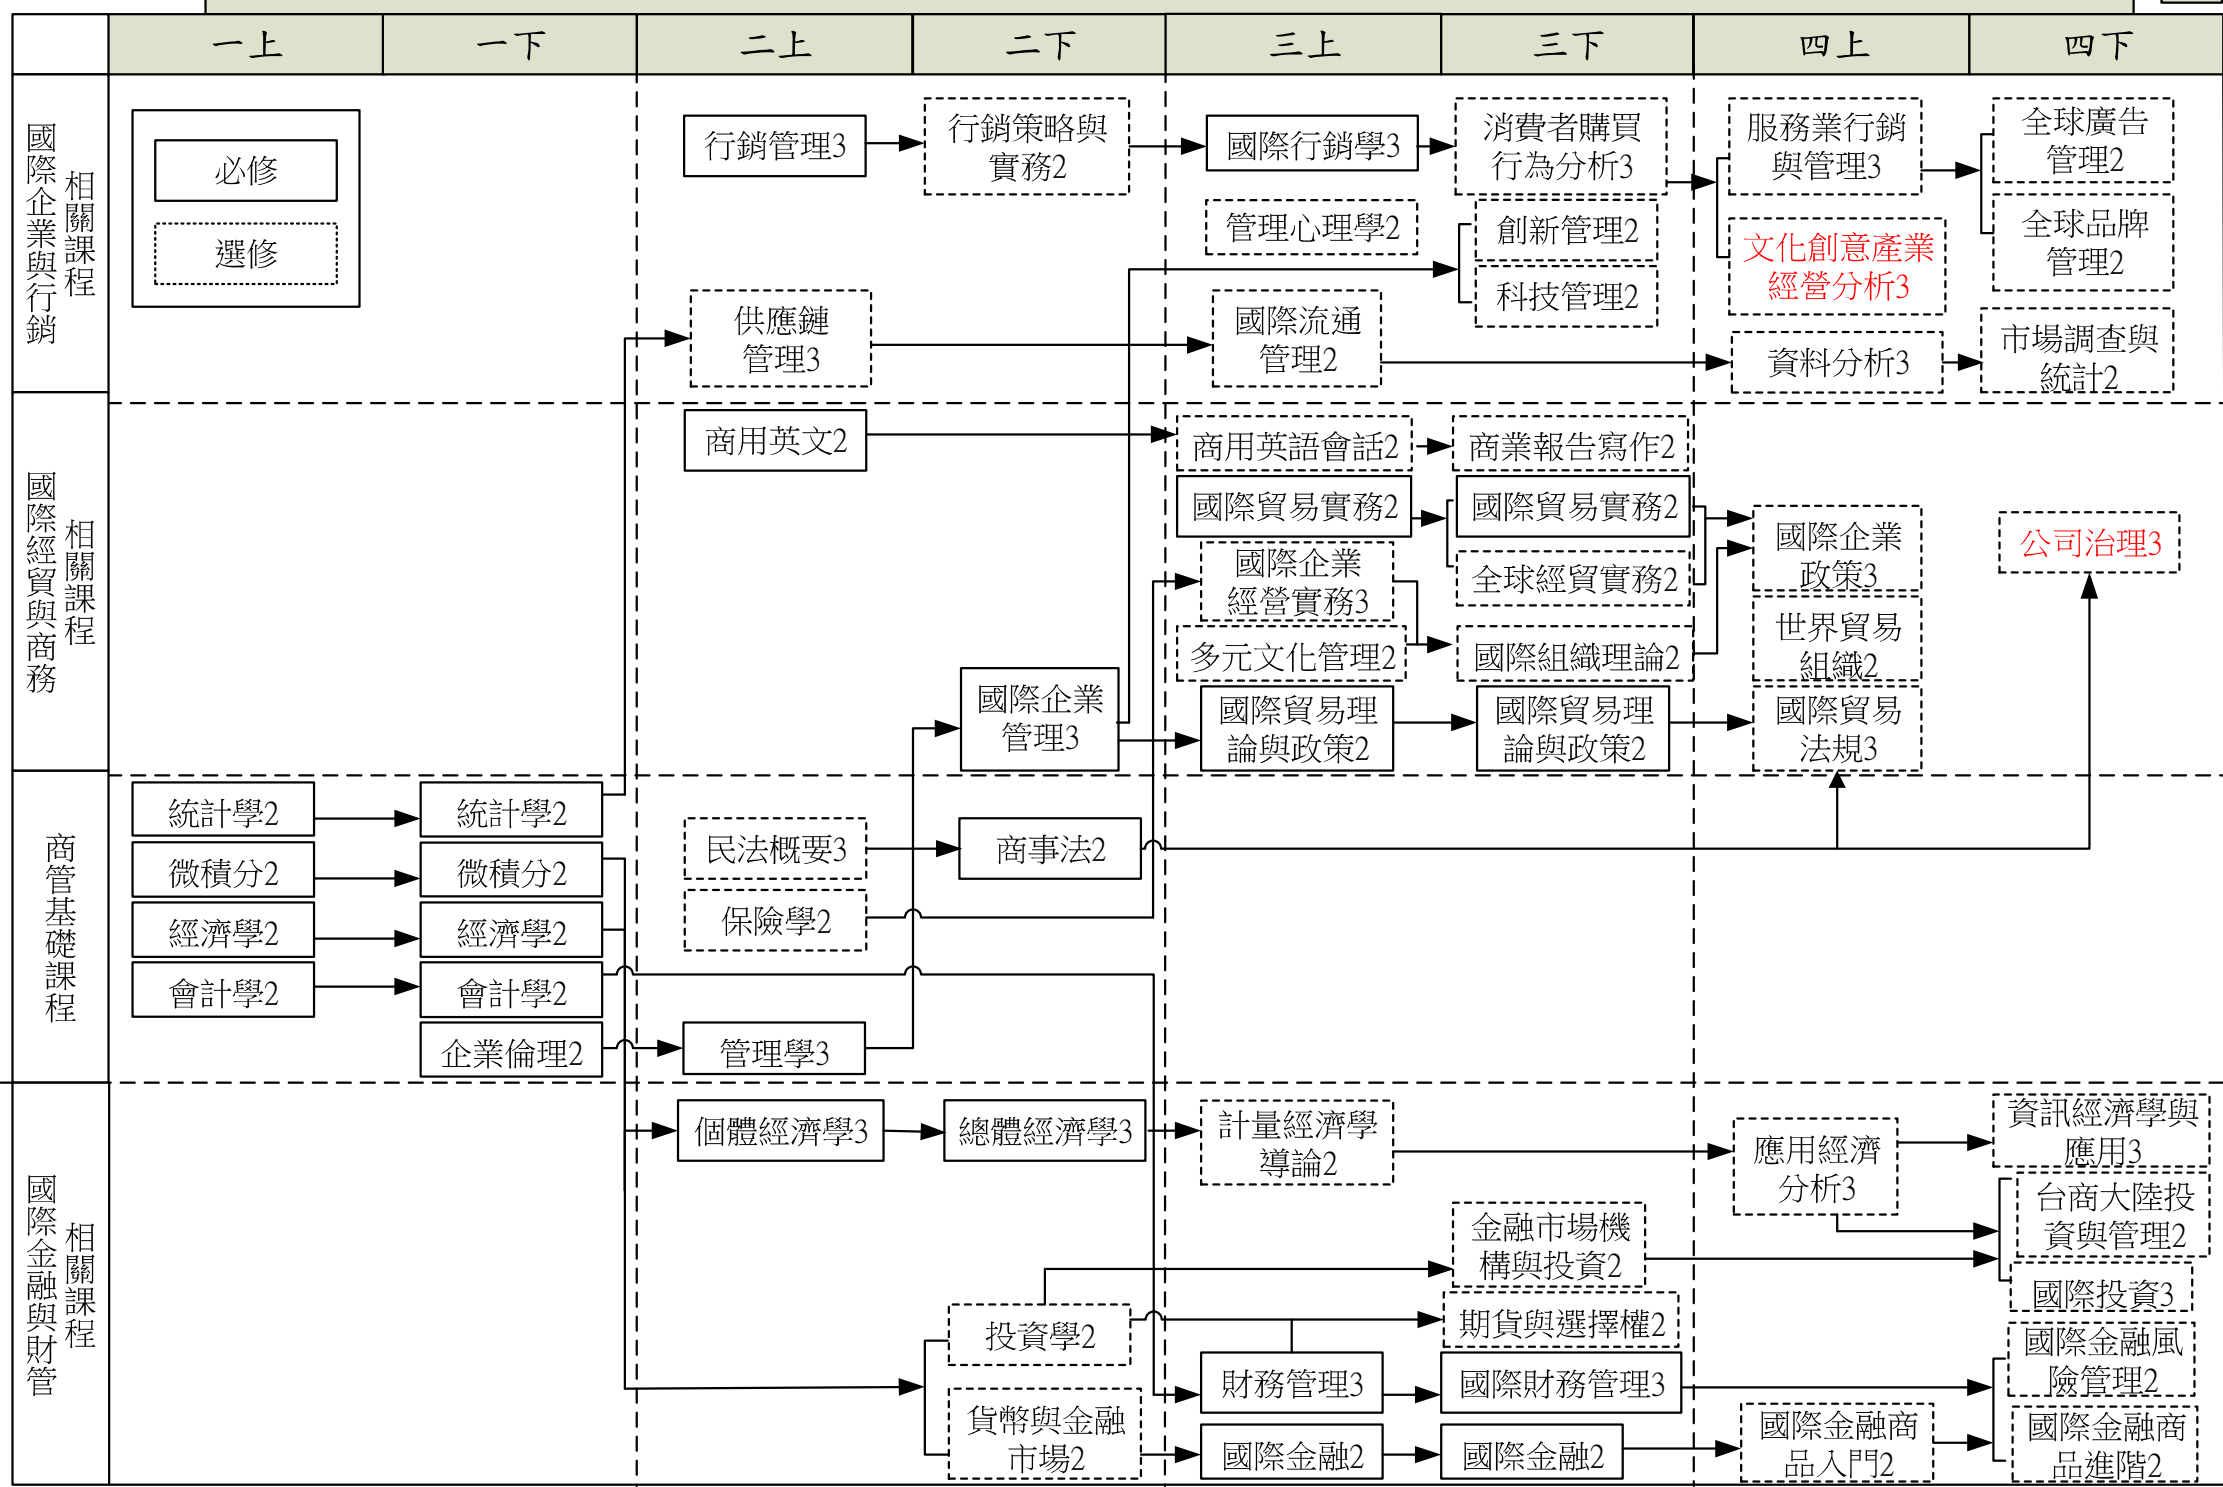 一上
一下
二上
二下
三上
三下
四上
四下
國際企業與行銷
相關課程
必修
選修
行銷管理3
行銷策略與
實務2
國際行銷學3
消費者購買
行為分析3
服務業行銷
與管理3
全球廣告
管理2
管理心理學2
創新管理2
文化創意產業
經營分析3
全球品牌
管理2
科技管理2
供應鏈
管理3
國際流通
管理2
資料分析3
市場調查與
統計2
國際經貿與商務
相關課程
商用英文2
商用英語會話2
商業報告寫作2
國際貿易實務2
國際貿易實務2
國際企業
政策3
公司治理3
國際企業
經營實務3
全球經貿實務2
世界貿易
組織2
多元文化管理2
國際組織理論2
國際企業
管理3
國際貿易理
論與政策2
國際貿易理
論與政策2
國際貿易
法規3
商管基礎課程
統計學2
統計學2
民法概要3
商事法2
微積分2
微積分2
保險學2
經濟學2
經濟學2
會計學2
會計學2
企業倫理2
管理學3
國際金融與財管
相關課程
個體經濟學3
總體經濟學3
計量經濟學
導論2
應用經濟
分析3
資訊經濟學與
應用3
台商大陸投
資與管理2
金融市場機
構與投資2
國際投資3
投資學2
期貨與選擇權2
財務管理3
國際財務管理3
國際金融風
險管理2
貨幣與金融
市場2
國際金融2
國際金融2
國際金融商
品入門2
國際金融商
品進階2